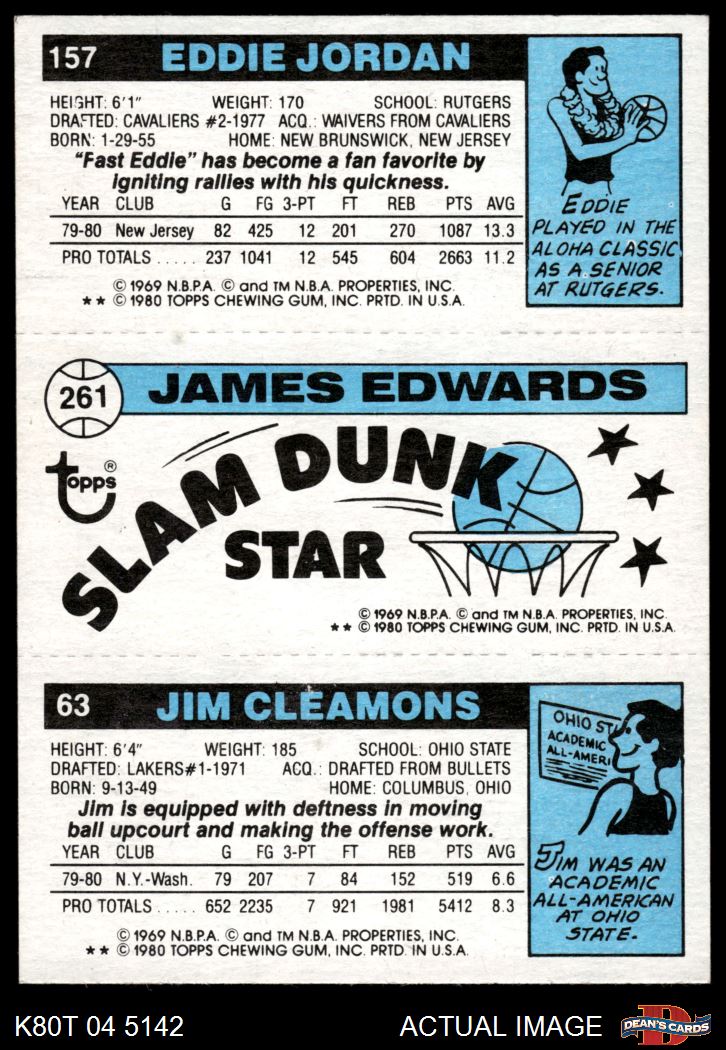 157 EDDIE JORDAN
HEIGHT: 6'1" WEIGHT: 170 SCHOOL: RUTGERS
DRAFTED: CAVALIERS #2-1977 ACQ.: WAIVERS FROM CAVALIERS
BORN: 1-29-55 HOME: NEW BRUNSWICK, NEW JERSEY
"Fast Eddie" has become a fan favorite by
igniting rallies with his quickness.
YEAR CLUB G FG 3-PT FT REB PTS AVG
79-80 New Jersey 82 425 12 201 270 1087 13.3
PRO TOTALS ..... 237 1041 12 545 604 2663 11.2
© 1969 N.B.P.A. © and TM N.B.A. PROPERTIES, INC.
** © 1980 TOPPS CHEWING GUM, INC. PRTD. IN U.S.A.
EDDIE
PLAYED IN THE
ALOHA CLASSIC
AS A SENIOR
AT RUTGERS.
261 JAMES EDWARDS
topps®
SLAM DUNK
STAR
© 1969 N.B.P.A. © and TM N.B.A. PROPERTIES, INC.
** © 1980 TOPPS CHEWING GUM, INC. PRTD. IN U.S.A.
63 JIM CLEAMONS
HEIGHT: 6'4" WEIGHT: 185 SCHOOL: OHIO STATE
DRAFTED: LAKERS#1-1971 ACQ.: DRAFTED FROM BULLETS
BORN: 9-13-49 HOME: COLUMBUS, OHIO
Jim is equipped with deftness in moving
ball upcourt and making the offense work.
YEAR CLUB G FG 3-PT FT REB PTS AVG
79-80 N.Y.-Wash. 79 207 7 84 152 519 6.6
PRO TOTALS ..... 652 2235 7 921 1981 5412 8.3
© 1969 N.B.P.A. © and TM N.B.A. PROPERTIES, INC.
** © 1980 TOPPS CHEWING GUM, INC. PRTD. IN U.S.A.
OHIO ST
ACADEMIC
ALL-AMERI
JIM WAS AN
ACADEMIC
ALL-AMERICAN
AT OHIO
STATE.
K80T 04 5142 ACTUAL IMAGE
D
DEAN'S CARDS